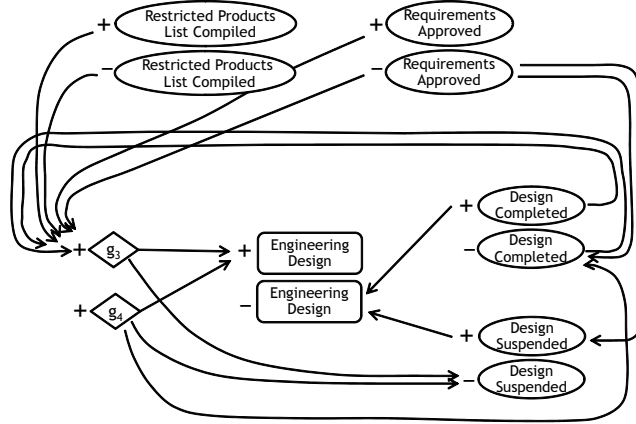 + Restricted Products
List Compiled
+ Requirements
Approved
− Restricted Products
List Compiled
− Requirements
Approved
+ Design
Completed
+ g3
+ Engineering
Design
− Design
Completed
+ g4
− Engineering
Design
+ Design
Suspended
− Design
Suspended